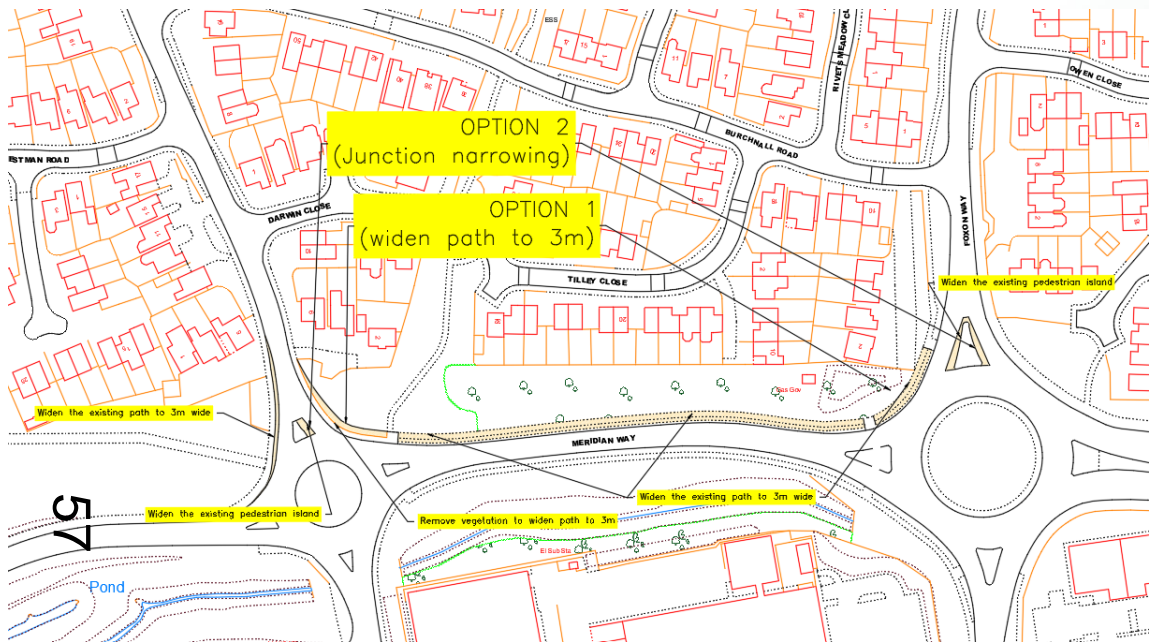 ESS
ESTMAN ROAD
RIVETS MEADOW CL
OWEN CLOSE
BURCHNALL ROAD
OPTION 2
(Junction narrowing)
DARWIN CLOSE
OPTION 1
(widen path to 3m)
FOXON WAY
TILLEY CLOSE
Widen the existing pedestrian island
Gas Gov
Widen the existing path to 3m wide
MERIDIAN WAY
Widen the existing path to 3m wide
57
Widen the existing pedestrian island
Remove vegetation to widen path to 3m
El Sub Sta
Pond